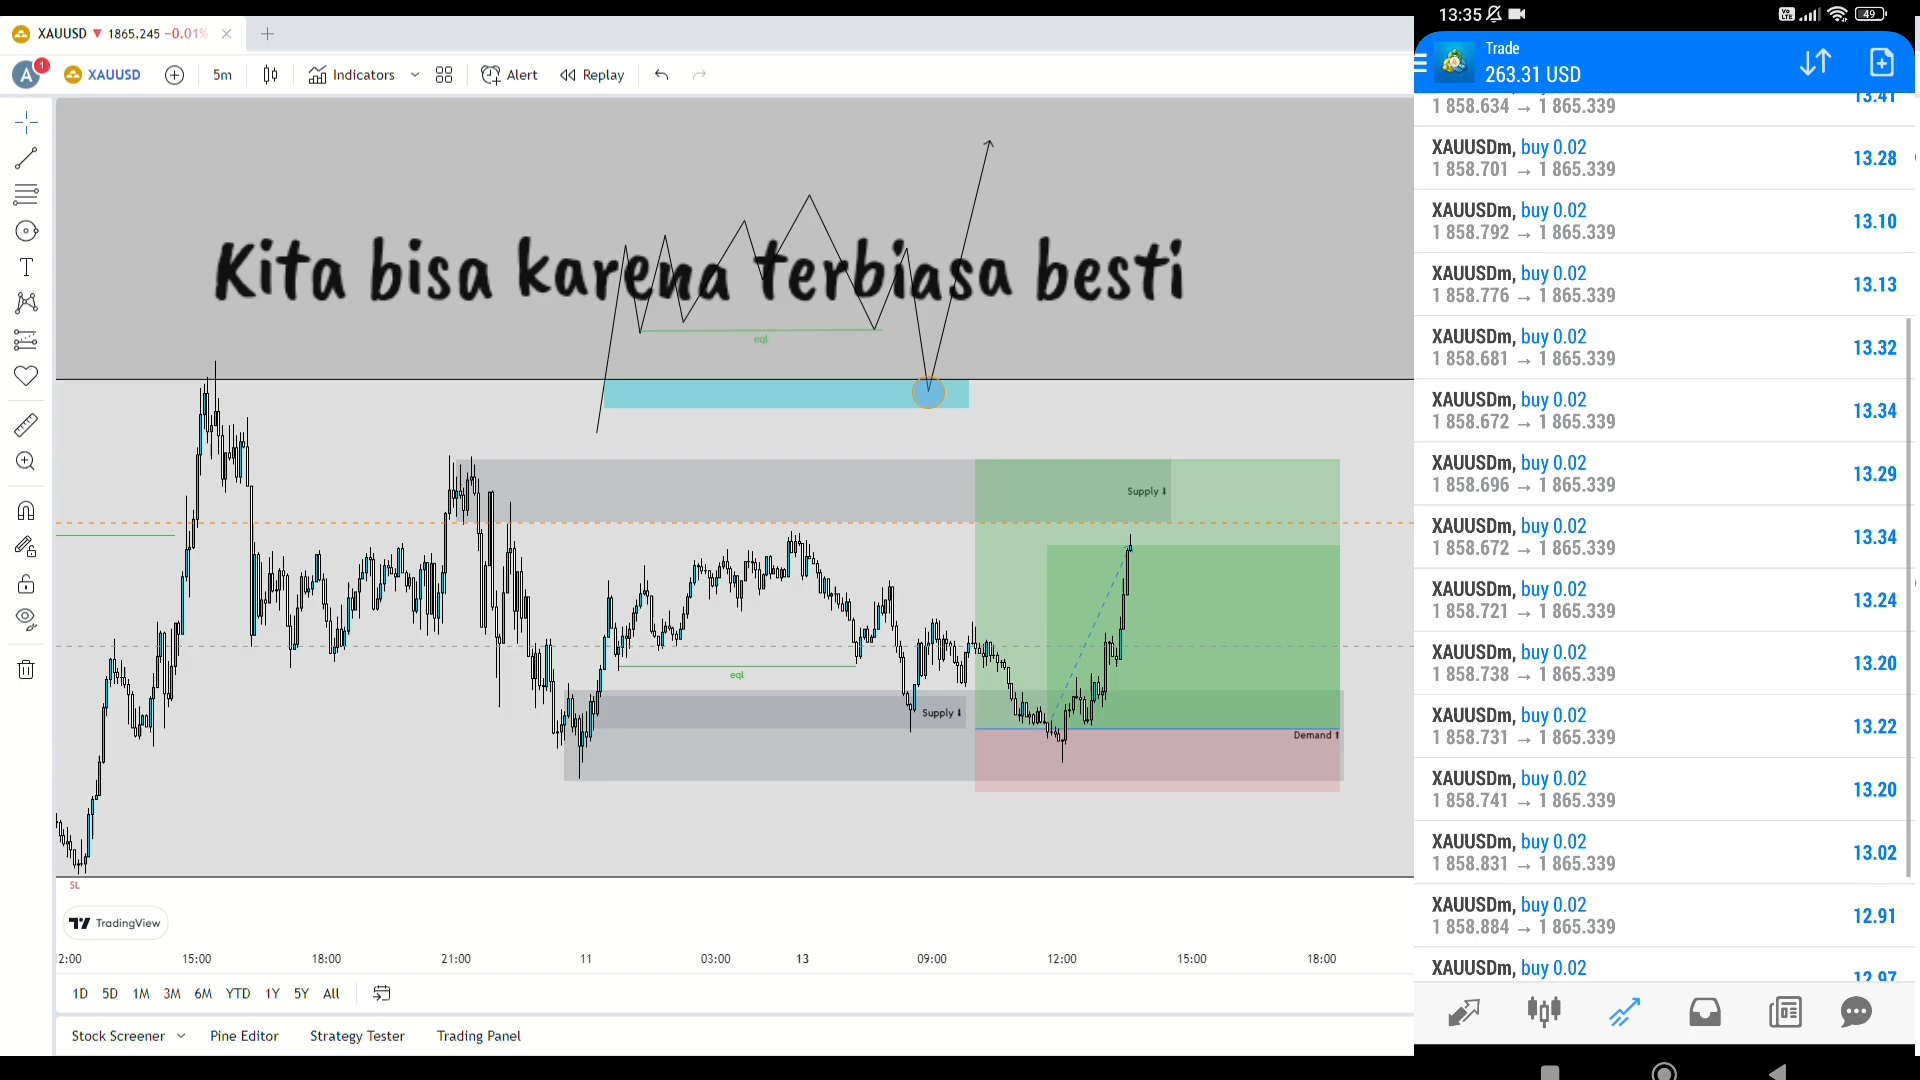 XAUUSD ▼ 1865.245 −0.01%
A 1
XAUUSD
5m
Indicators
Alert
Replay
Kita bisa karena terbiasa besti
eql
Supply ⬇
eql
Supply ⬇
Demand ⬆
SL
TradingView
15:00
18:00
21:00
11
03:00
13
09:00
12:00
15:00
18:00
1D 5D 1M 3M 6M YTD 1Y 5Y All
Stock Screener
Pine Editor
Strategy Tester
Trading Panel
13:35
Vo LTE
49
Trade
263.31 USD
13.41
1 858.634 → 1 865.339
XAUUSDm, buy 0.02
13.28
1 858.701 → 1 865.339
XAUUSDm, buy 0.02
13.10
1 858.792 → 1 865.339
XAUUSDm, buy 0.02
13.13
1 858.776 → 1 865.339
XAUUSDm, buy 0.02
13.32
1 858.681 → 1 865.339
XAUUSDm, buy 0.02
13.34
1 858.672 → 1 865.339
XAUUSDm, buy 0.02
13.29
1 858.696 → 1 865.339
XAUUSDm, buy 0.02
13.34
1 858.672 → 1 865.339
XAUUSDm, buy 0.02
13.24
1 858.721 → 1 865.339
XAUUSDm, buy 0.02
13.20
1 858.738 → 1 865.339
XAUUSDm, buy 0.02
13.22
1 858.731 → 1 865.339
XAUUSDm, buy 0.02
13.20
1 858.741 → 1 865.339
XAUUSDm, buy 0.02
13.02
1 858.831 → 1 865.339
XAUUSDm, buy 0.02
12.91
1 858.884 → 1 865.339
XAUUSDm, buy 0.02
12.97